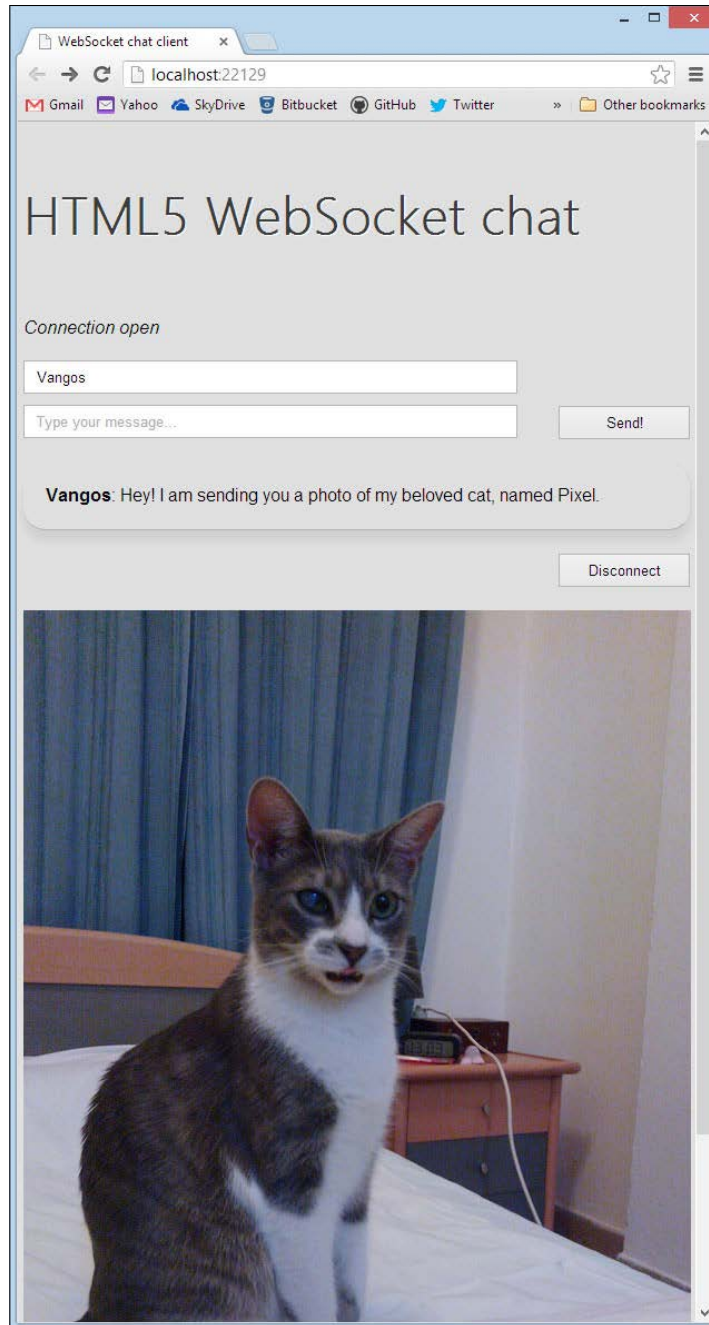 WebSocket chat client
localhost:22129
Gmail Yahoo SkyDrive Bitbucket GitHub Twitter » Other bookmarks
HTML5 WebSocket chat
Connection open
Vangos
Type your message...
Send!
Vangos: Hey! I am sending you a photo of my beloved cat, named Pixel.
Disconnect